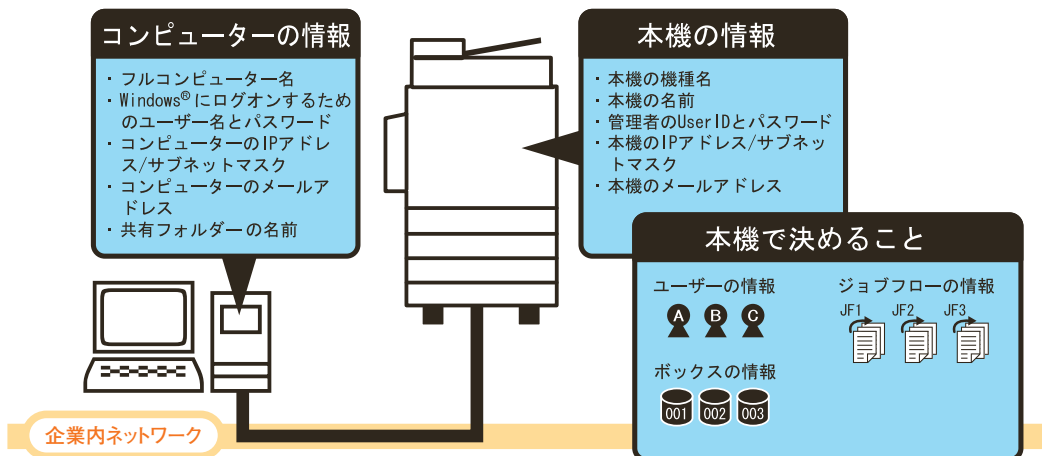 コンピューターの情報
・フルコンピューター名
・Windows®にログオンするため
のユーザー名とパスワード
・コンピューターのIPアドレ
ス/サブネットマスク
・コンピューターのメールア
ドレス
・共有フォルダーの名前
本機の情報
・本機の機種名
・本機の名前
・管理者のUserIDとパスワード
・本機のIPアドレス/サブネッ
トマスク
・本機のメールアドレス
本機で決めること
ユーザーの情報
A B C
ジョブフローの情報
JF1 JF2 JF3
ボックスの情報
001 002 003
企業内ネットワーク